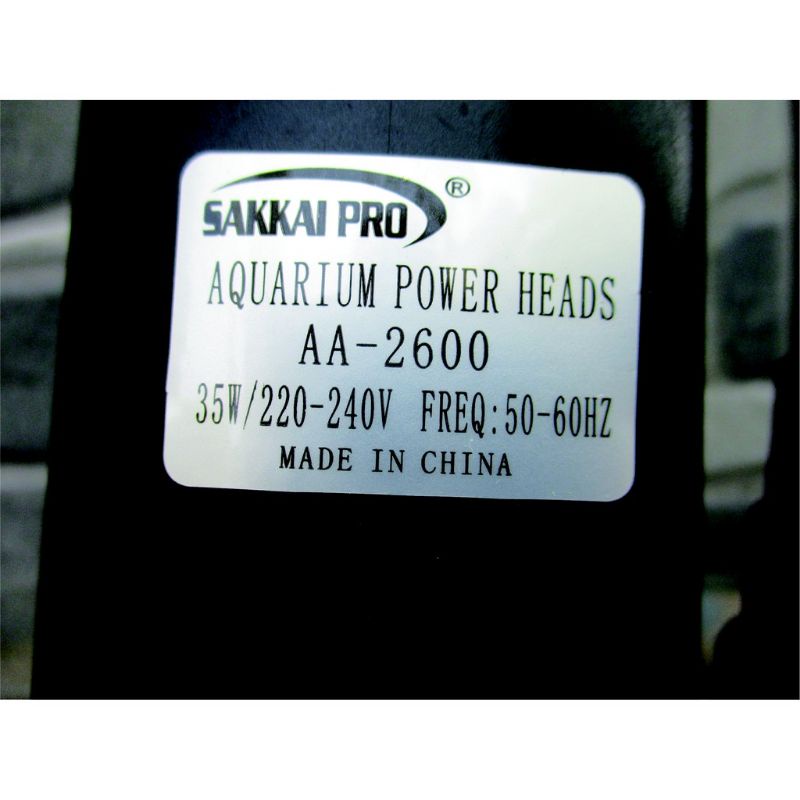 SAKKAI PRO ®
AQUARIUM POWER HEADS
AA-2600
35W/220-240V FREQ:50-60HZ
MADE IN CHINA